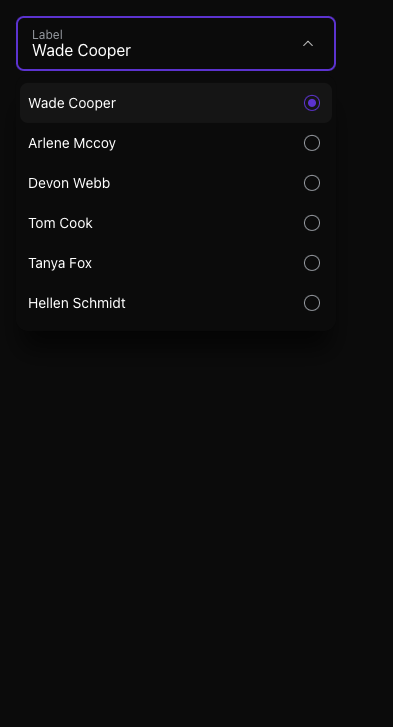 Label
Wade Cooper
Wade Cooper
Arlene Mccoy
Devon Webb
Tom Cook
Tanya Fox
Hellen Schmidt